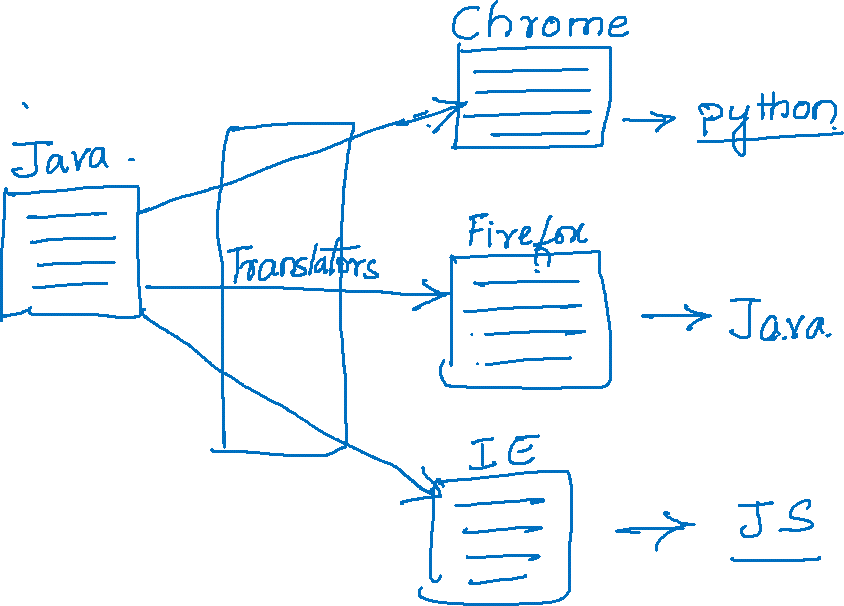 Chrome
python
Java.
Firefox
Translators
Java
IE
JS